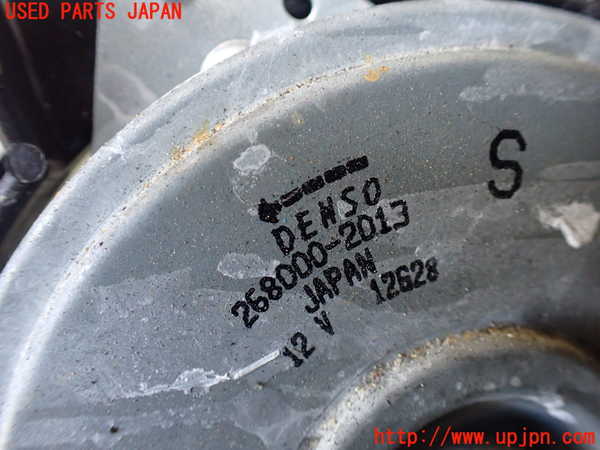 USED PARTS JAPAN
S
DENSO
268000-2013
JAPAN
12 V 12628
http://www.upjpn.com/